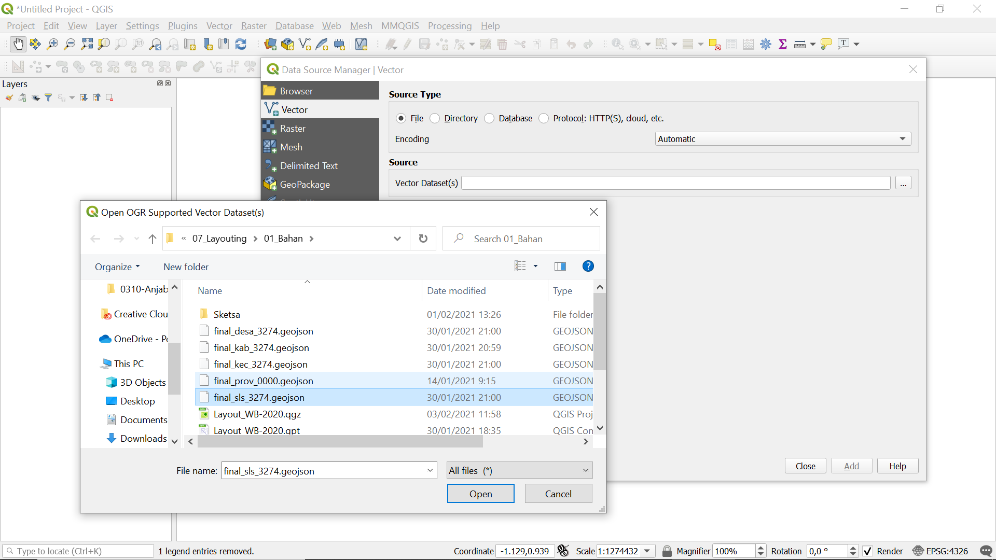 *Untitled Project - QGIS
Project Edit View Layer Settings Plugins Vector Raster Database Web Mesh MMQGIS Processing Help
Layers
Data Source Manager | Vector
Browser
Vector
Raster
Mesh
Delimited Text
GeoPackage
Source Type
File Directory Database Protocol: HTTP(S), cloud, etc.
Encoding Automatic
Source
Vector Dataset(s) ...
Close Add Help
Open OGR Supported Vector Dataset(s)
« 07_Layouting > 01_Bahan > Search 01_Bahan
Organize New folder
0310-Anjab
Creative Clou
OneDrive - Pe
This PC
3D Objects
Desktop
Documents
Downloads
Name Date modified Type
Sketsa 01/02/2021 13:26 File folder
final_desa_3274.geojson 30/01/2021 21:00 GEOJSON
final_kab_3274.geojson 30/01/2021 20:59 GEOJSON
final_kec_3274.geojson 30/01/2021 21:00 GEOJSON
final_prov_0000.geojson 14/01/2021 9:15 GEOJSON
final_sls_3274.geojson 30/01/2021 21:00 GEOJSON
Layout_WB-2020.qgz 03/02/2021 11:58 QGIS Proj
Layout_WB-2020.qpt 30/01/2021 18:35 QGIS Con
File name: final_sls_3274.geojson All files (*)
Open Cancel
Type to locate (Ctrl+K) 1 legend entries removed. Coordinate -1.129,0.939 Scale 1:1274432 Magnifier 100% Rotation 0,0 ° Render EPSG:4326